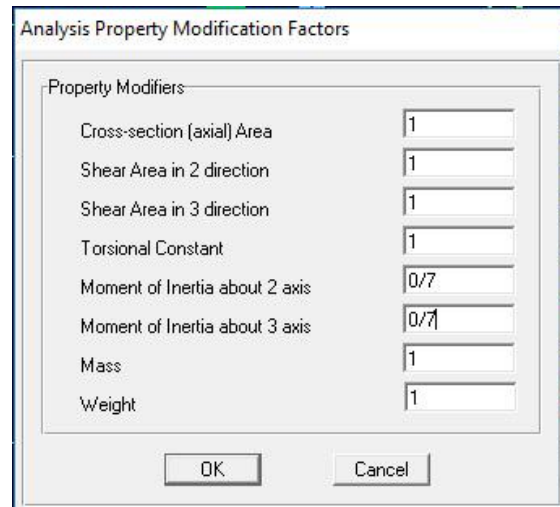 Analysis Property Modification Factors
Property Modifiers
Cross-section (axial) Area 1
Shear Area in 2 direction 1
Shear Area in 3 direction 1
Torsional Constant 1
Moment of Inertia about 2 axis 0/7
Moment of Inertia about 3 axis 0/7
Mass 1
Weight 1
OK Cancel